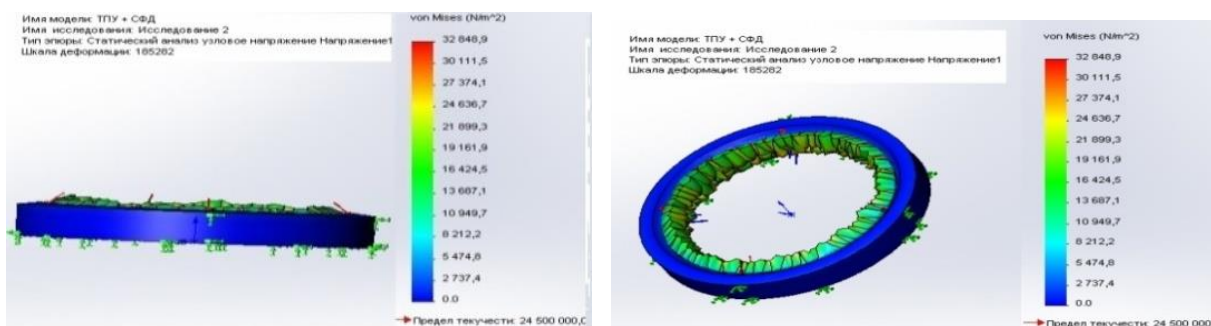 Имя модели: ТПУ + СФД
Имя исследования: Исследование 2
Тип эпюры: Статический анализ узловое напряжение Напряжение1
Шкала деформации: 185282
von Mises (N/m^2)
32 848,9
30 111,5
27 374,1
24 636,7
21 899,3
19 161,9
16 424,5
13 687,1
10 949,7
8 212,2
5 474,8
2 737,4
0.0
Предел текучести: 24 500 000,0
Имя модели: ТПУ + СФД
Имя исследования: Исследование 2
Тип эпюры: Статический анализ узловое напряжение Напряжение1
Шкала деформации: 185282
von Mises (N/m^2)
32 848,9
30 111,5
27 374,1
24 636,7
21 899,3
19 161,9
16 424,5
13 687,1
10 949,7
8 212,2
5 474,8
2 737,4
0.0
Предел текучести: 24 500 000